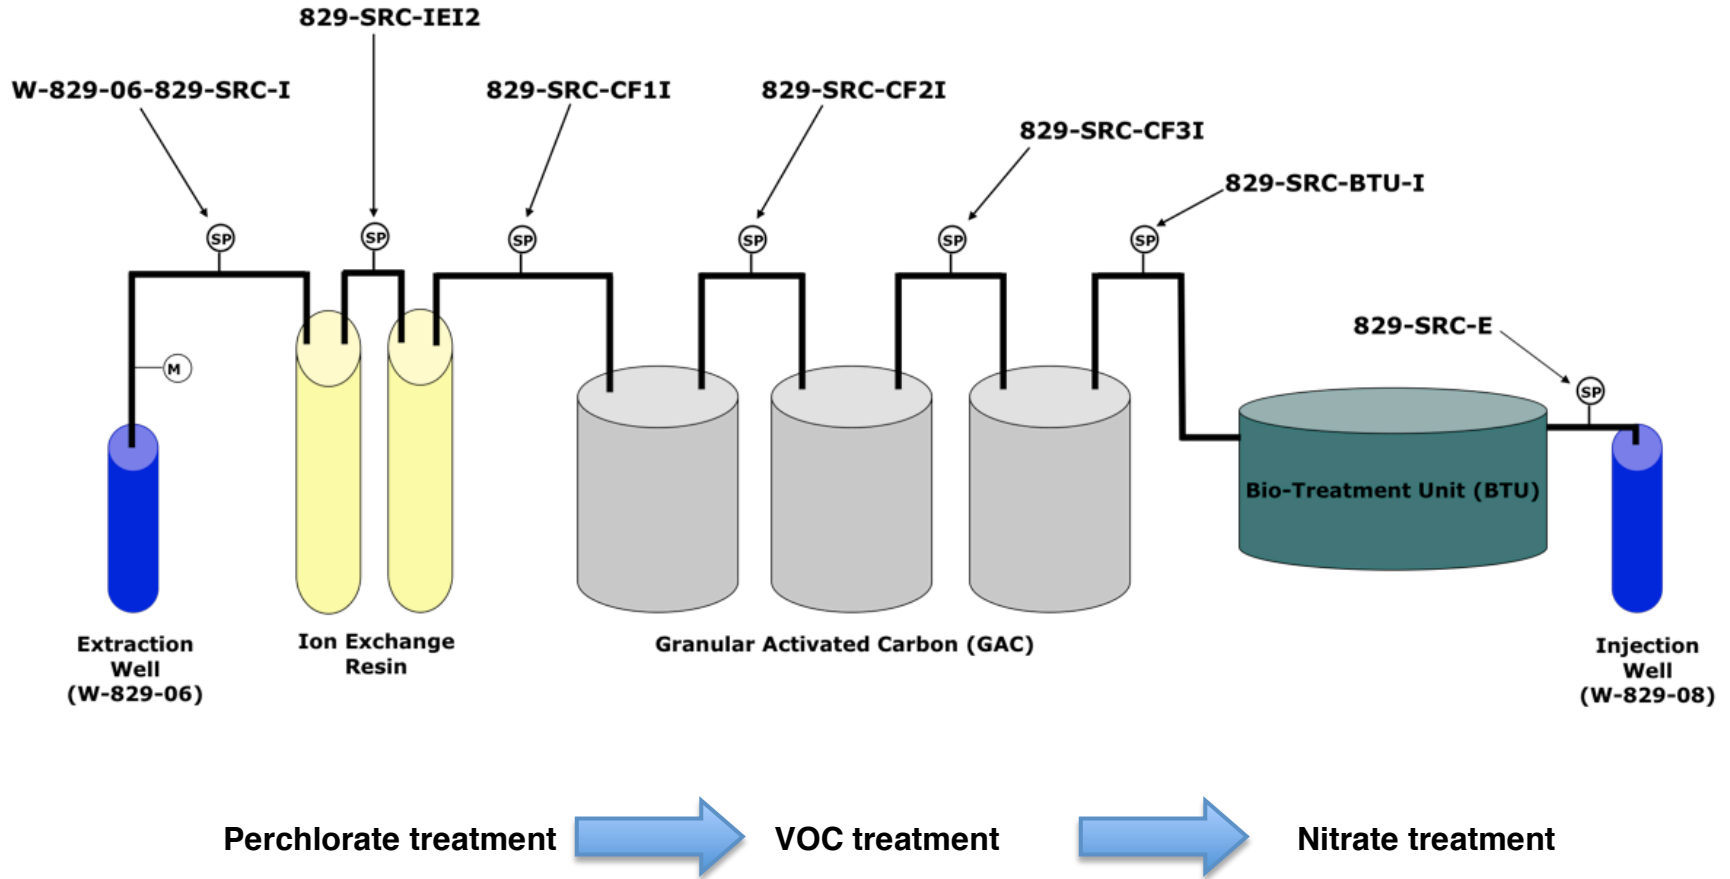 829-SRC-IEI2
W-829-06-829-SRC-I
829-SRC-CF1I
829-SRC-CF2I
829-SRC-CF3I
829-SRC-BTU-I
SP
SP
SP
SP
SP
SP
829-SRC-E
M
SP
Bio-Treatment Unit (BTU)
Extraction
Well
(W-829-06)
Ion Exchange
Resin
Granular Activated Carbon (GAC)
Injection
Well
(W-829-08)
Perchlorate treatment
VOC treatment
Nitrate treatment